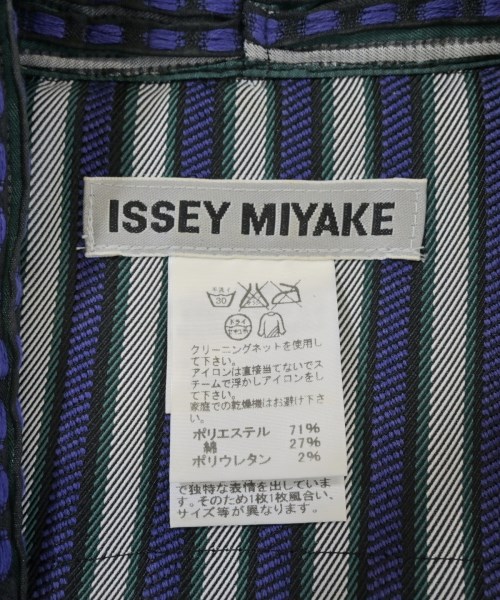 ISSEY MIYAKE
手洗イ
30
ドライ
クリーニングネットを使用し
て下さい。
アイロンは直接当てないでス
チームで浮かしアイロンをし
て下さい。
家庭での乾燥機はお避け下さ
い。
ポリエステル 71%
綿 27%
ポリウレタン 2%
で独特な表情を出しています。
そのため1枚1枚風合い、
サイズ等が異なります。